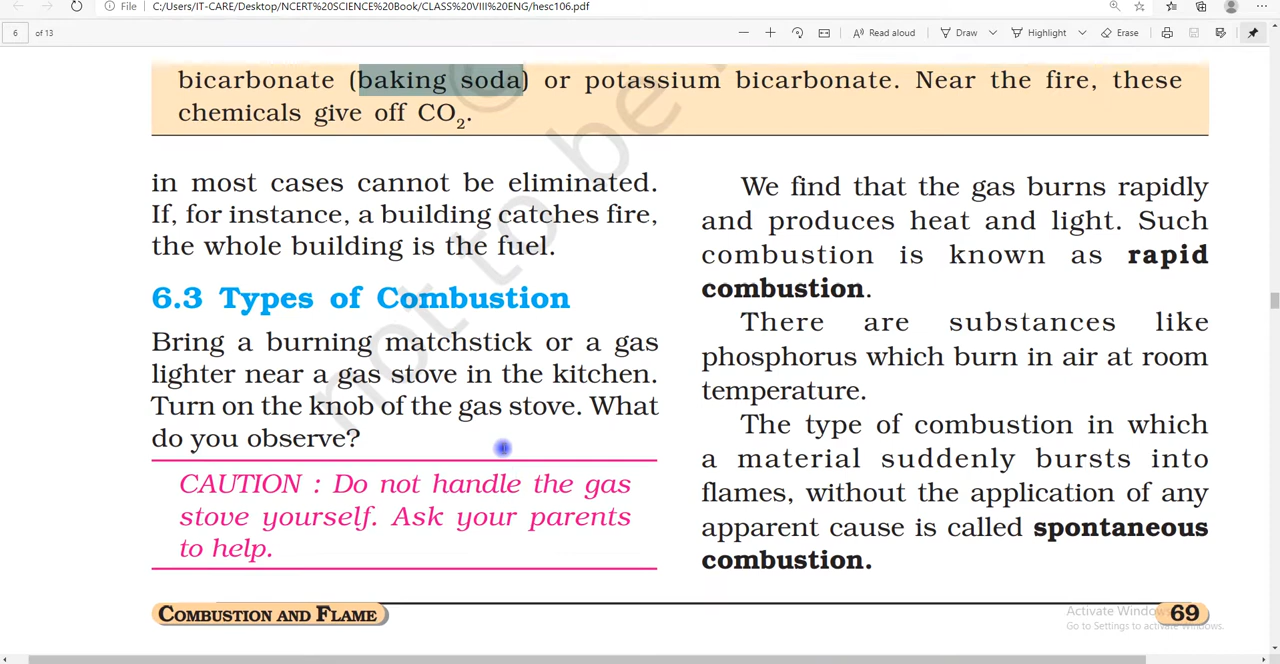 File
C:/Users/IT-CARE/Desktop/NCERT%20SCIENCE%20Book/CLASS%20VIII%20ENG/hesc106.pdf
6 of 13
Read aloud
Draw
Highlight
Erase
bicarbonate (baking soda) or potassium bicarbonate. Near the fire, these
chemicals give off CO₂.
in most cases cannot be eliminated.
If, for instance, a building catches fire,
the whole building is the fuel.
6.3 Types of Combustion
Bring a burning matchstick or a gas
lighter near a gas stove in the kitchen.
Turn on the knob of the gas stove. What
do you observe?
CAUTION : Do not handle the gas
stove yourself. Ask your parents
to help.
We find that the gas burns rapidly
and produces heat and light. Such
combustion is known as rapid
combustion.
There are substances like
phosphorus which burn in air at room
temperature.
The type of combustion in which
a material suddenly bursts into
flames, without the application of any
apparent cause is called spontaneous
combustion.
not to be
COMBUSTION AND FLAME
69
Activate Windows
Go to Settings to activate Windows.